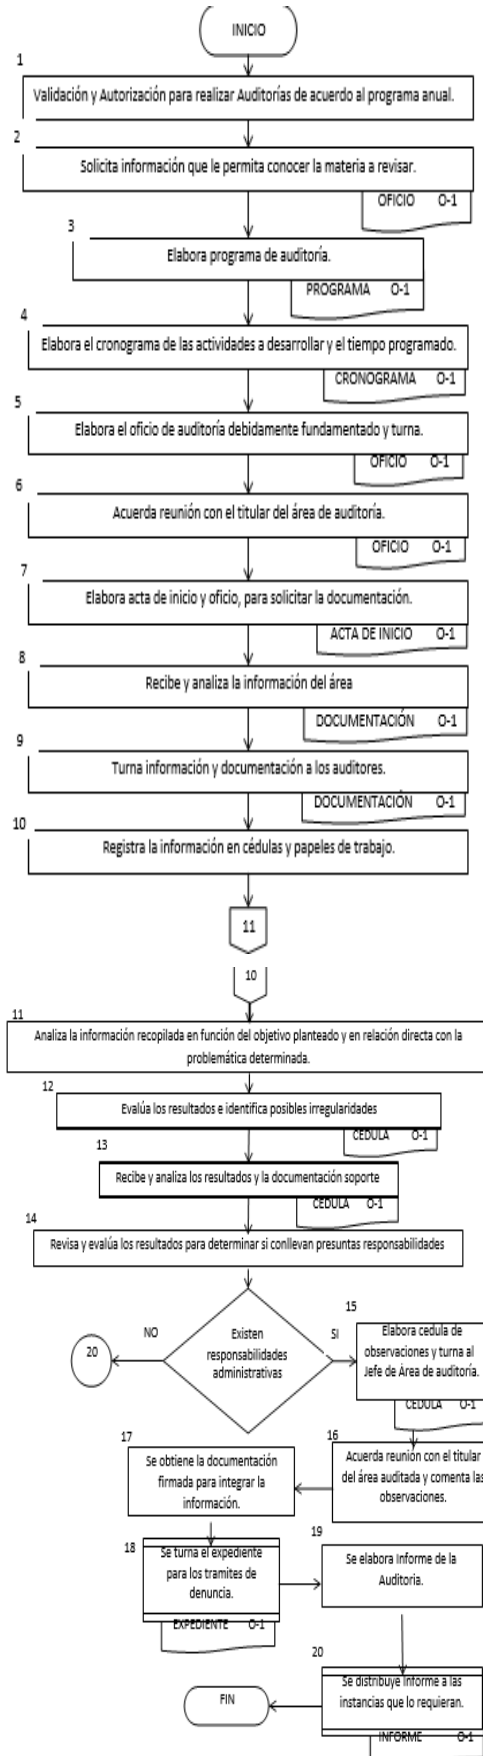 INICIO
1
Validación y Autorización para realizar Auditorías de acuerdo al programa anual.
2
Solicita información que le permita conocer la materia a revisar.
OFICIO O-1
3
Elabora programa de auditoría.
PROGRAMA O-1
4
Elabora el cronograma de las actividades a desarrollar y el tiempo programado.
CRONOGRAMA O-1
5
Elabora el oficio de auditoría debidamente fundamentado y turna.
OFICIO O-1
6
Acuerda reunión con el titular del área de auditoría.
OFICIO O-1
7
Elabora acta de inicio y oficio, para solicitar la documentación.
ACTA DE INICIO O-1
8
Recibe y analiza la información del área
DOCUMENTACIÓN O-1
9
Turna información y documentación a los auditores.
DOCUMENTACIÓN O-1
10
Registra la información en cédulas y papeles de trabajo.
11
10
11
Analiza la información recopilada en función del objetivo planteado y en relación directa con la
problemática determinada.
12
Evalúa los resultados e identifica posibles irregularidades
CEDULA O-1
13
Recibe y analiza los resultados y la documentación soporte
CEDULA O-1
14
Revisa y evalúa los resultados para determinar si conllevan presuntas responsabilidades
Existen
responsabilidades
administrativas
NO
20
SI
15
Elabora cedula de
observaciones y turna al
Jefe de Área de auditoría.
CEDULA O-1
16
Acuerda reunión con el titular
del área auditada y comenta las
observaciones.
17
Se obtiene la documentación
firmada para integrar la
información.
18
Se turna el expediente
para los tramites de
denuncia.
EXPEDIENTE O-1
19
Se elabora Informe de la
Auditoria.
20
Se distribuye Informe a las
instancias que lo requieran.
INFORME O-1
FIN